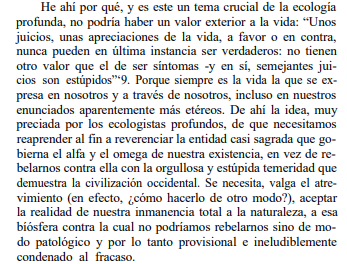 He ahí por qué, y es este un tema crucial de la ecología
profunda, no podría haber un valor exterior a la vida: “Unos
juicios, unas apreciaciones de la vida, a favor o en contra,
nunca pueden en última instancia ser verdaderos: no tienen
otro valor que el de ser síntomas -y en sí, semejantes jui-
cios son estúpidos”‘9. Porque siempre es la vida la que se ex-
presa en nosotros y a través de nosotros, incluso en nuestros
enunciados aparentemente más etéreos. De ahí la idea, muy
preciada por los ecologistas profundos, de que necesitamos
reaprender al fin a reverenciar la entidad casi sagrada que go-
bierna el alfa y el omega de nuestra existencia, en vez de re-
belarnos contra ella con la orgullosa y estúpida temeridad que
demuestra la civilización occidental. Se necesita, valga el atre-
vimiento (en efecto, ¿cómo hacerlo de otro modo?), aceptar
la realidad de nuestra inmanencia total a la naturaleza, a esa
biósfera contra la cual no podríamos rebelarnos sino de mo-
do patológico y por lo tanto provisional e ineludiblemente
condenado al fracaso.